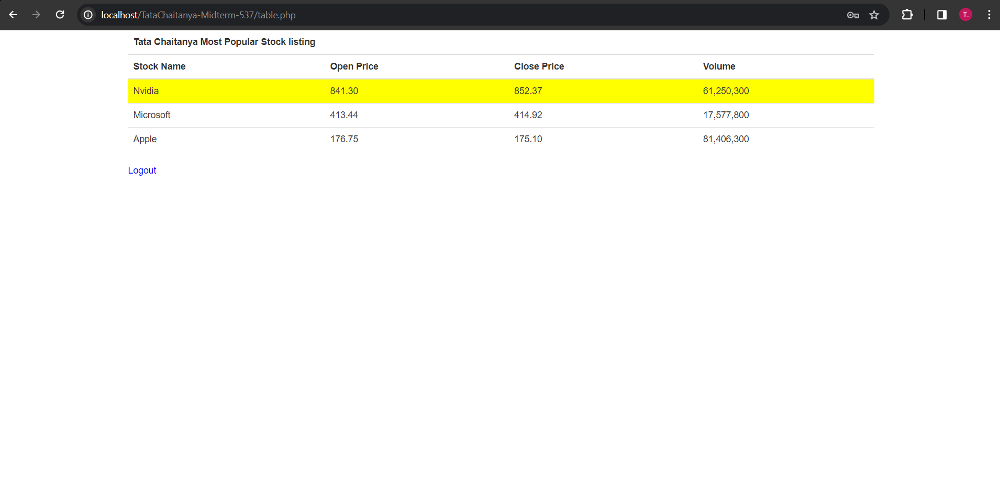 localhost/TataChaitanya-Midterm-537/table.php
T.
Tata Chaitanya Most Popular Stock listing
Stock Name Open Price Close Price Volume
Nvidia 841.30 852.37 61,250,300
Microsoft 413.44 414.92 17,577,800
Apple 176.75 175.10 81,406,300
Logout